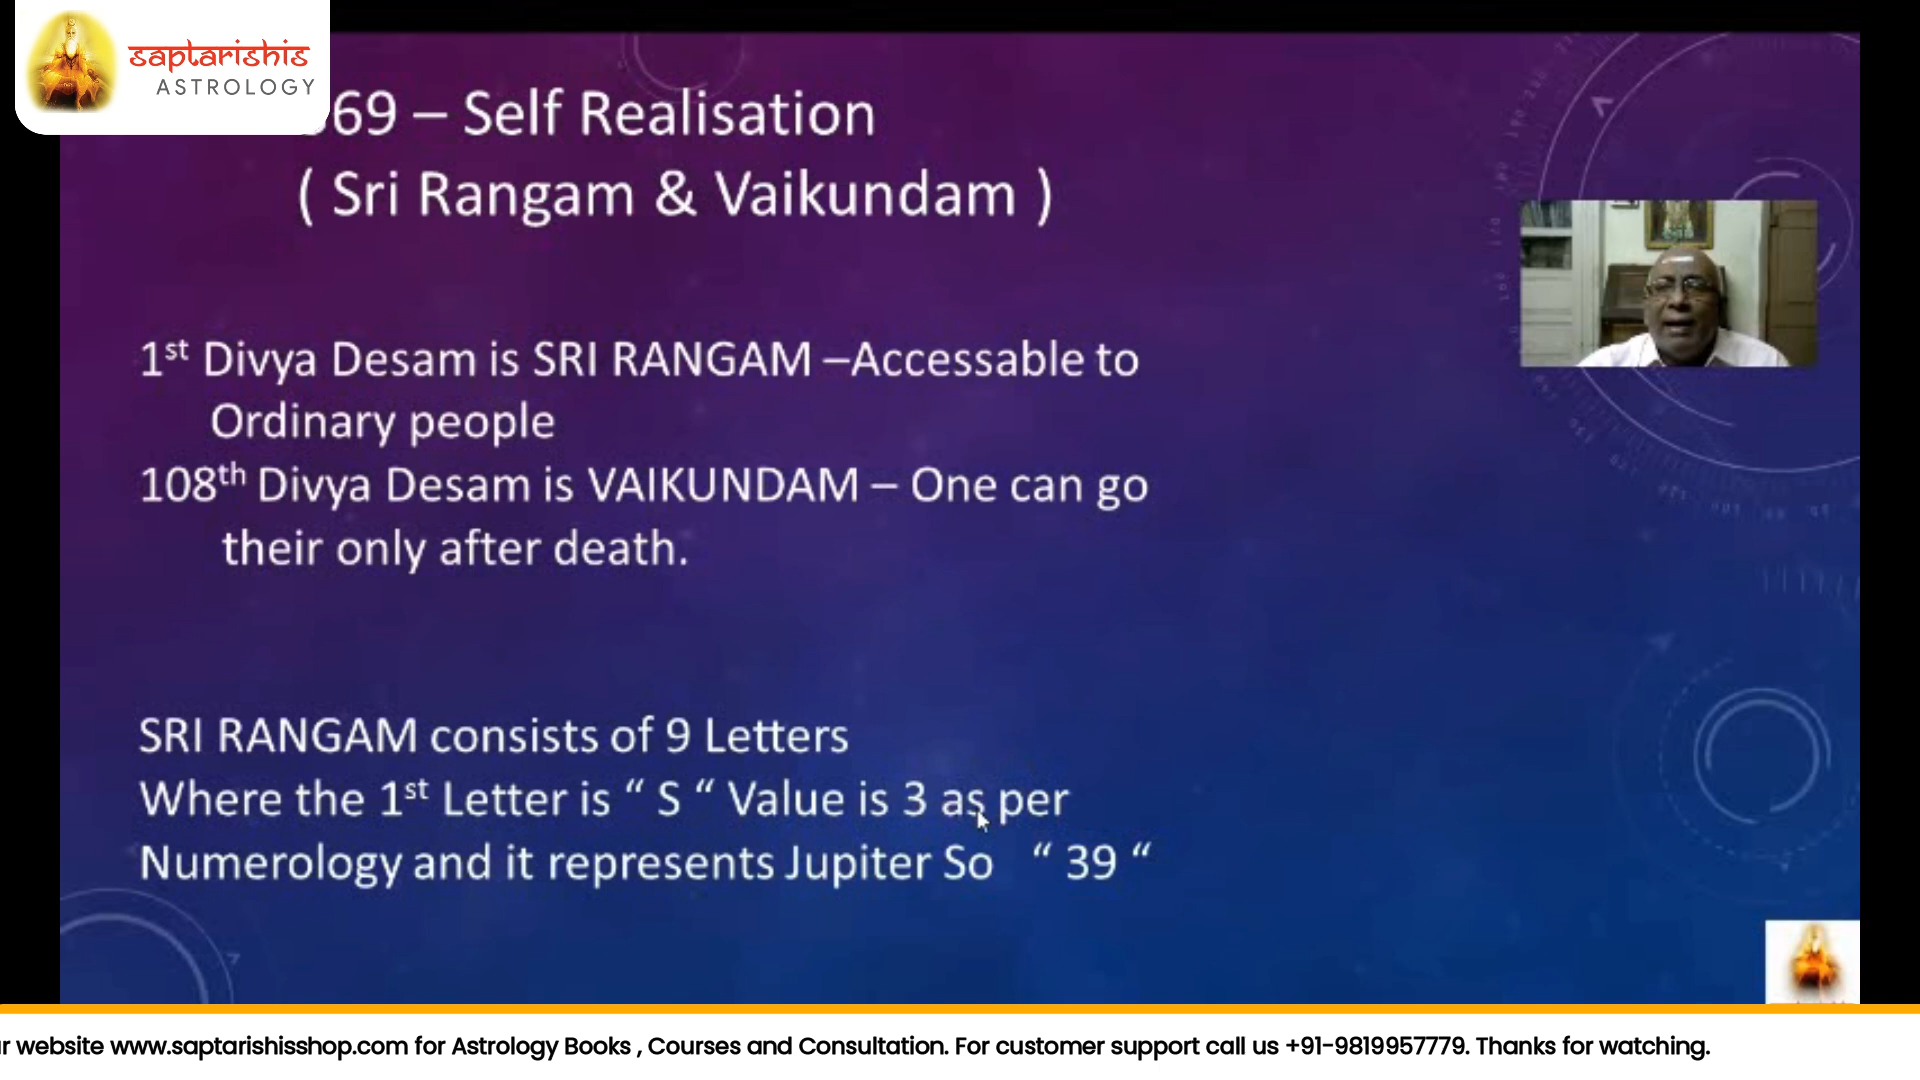 saptarishis
ASTROLOGY
69 – Self Realisation
( Sri Rangam & Vaikundam )
1st Divya Desam is SRI RANGAM –Accessable to
Ordinary people
108th Divya Desam is VAIKUNDAM – One can go
their only after death.
SRI RANGAM consists of 9 Letters
Where the 1st Letter is “ S “ Value is 3 as per
Numerology and it represents Jupiter So “ 39 “
r website www.saptarishisshop.com for Astrology Books , Courses and Consultation. For customer support call us +91-9819957779. Thanks for watching.